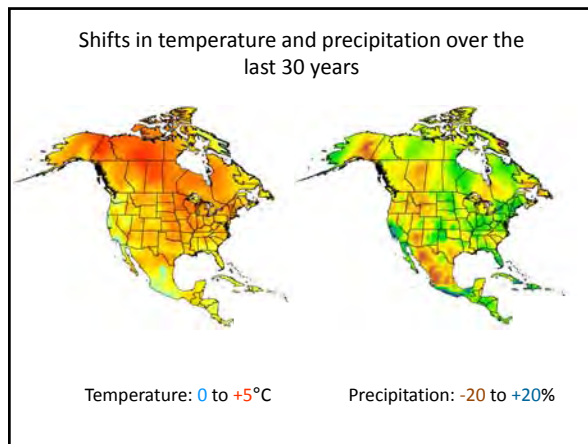 Shifts in temperature and precipitation over the
last 30 years
Temperature: 0 to +5°C
Precipitation: -20 to +20%